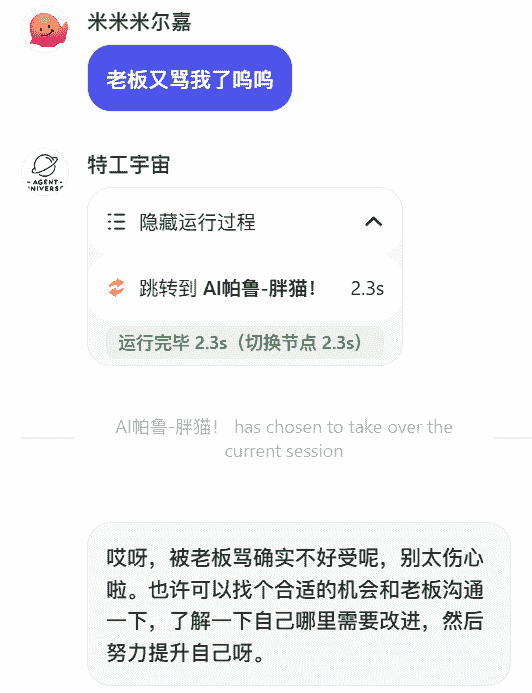 米米米尔嘉
老板又骂我了呜呜
特工宇宙
- AGENT -
隐藏运行过程
跳转到 AI帕鲁-胖猫！ 2.3s
运行完毕 2.3s（切换节点 2.3s）
AI帕鲁-胖猫！ has chosen to take over the
current session
哎呀，被老板骂确实不好受呢，别太伤心
啦。也许可以找个合适的机会和老板沟通
一下，了解一下自己哪里需要改进，然后
努力提升自己呀。